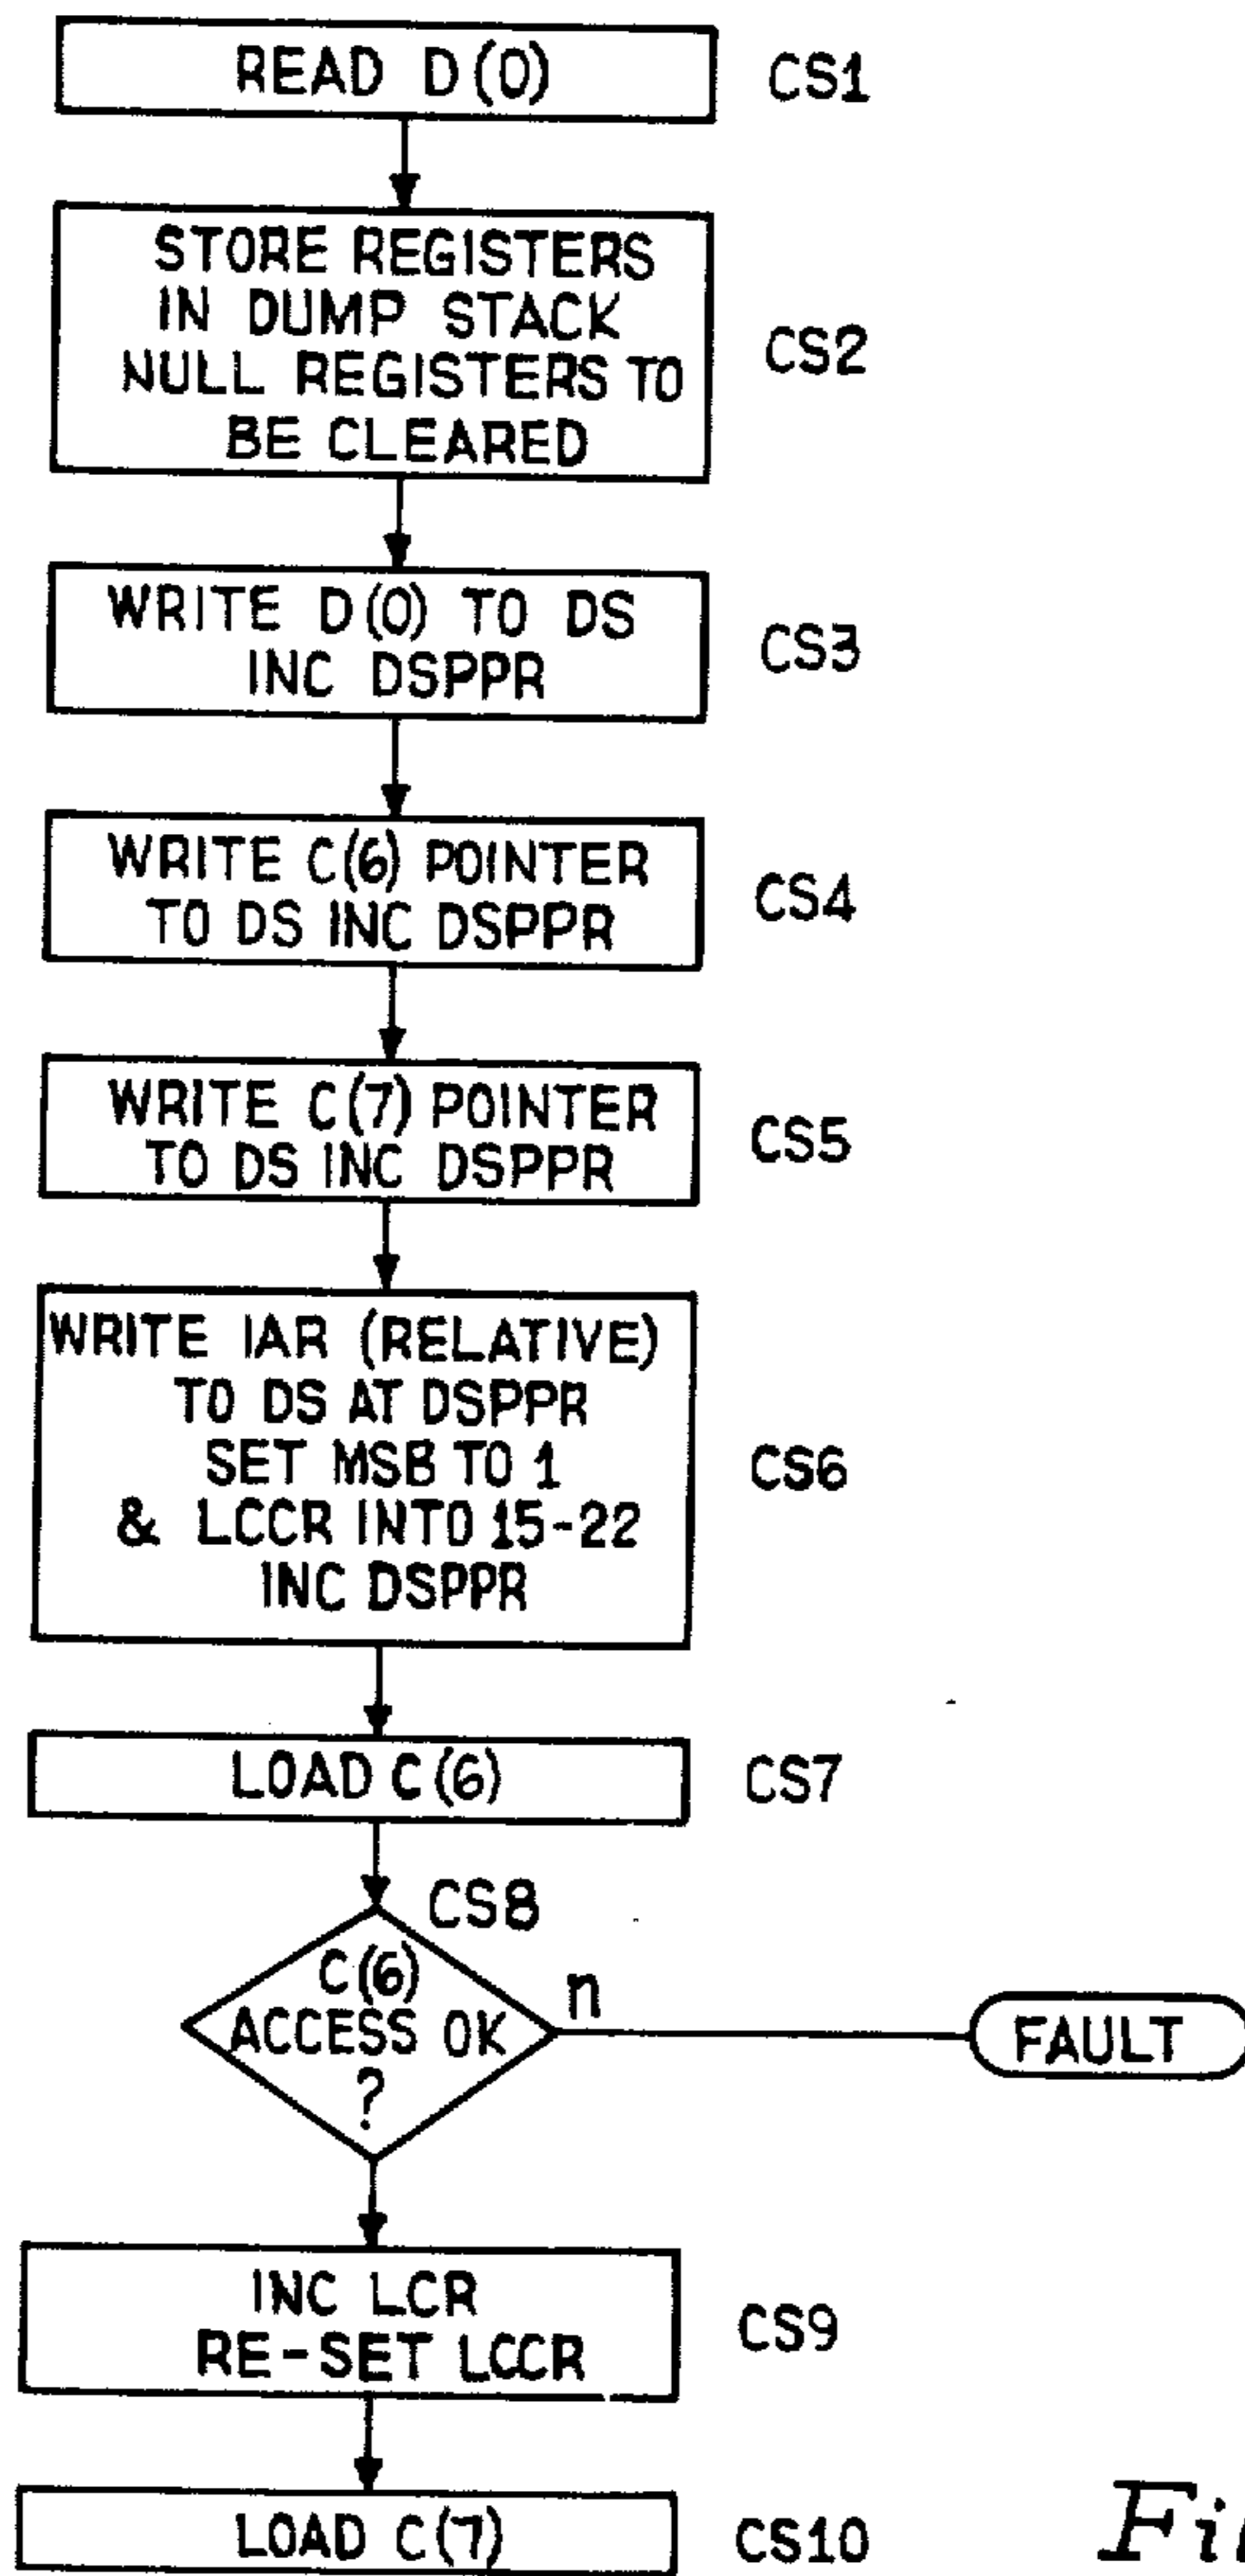 READ D(0)
CS1
STORE REGISTERS
IN DUMP STACK
NULL REGISTERS TO
BE CLEARED
CS2
WRITE D(0) TO DS
INC DSPPR
CS3
WRITE C(6) POINTER
TO DS INC DSPPR
CS4
WRITE C(7) POINTER
TO DS INC DSPPR
CS5
WRITE IAR (RELATIVE)
TO DS AT DSPPR
SET MSB TO 1
& LCCR INTO 15-22
INC DSPPR
CS6
LOAD C(6)
CS7
CS8
C(6)
ACCESS OK
?
n
FAULT
INC LCR
RE-SET LCCR
CS9
LOAD C(7)
CS10